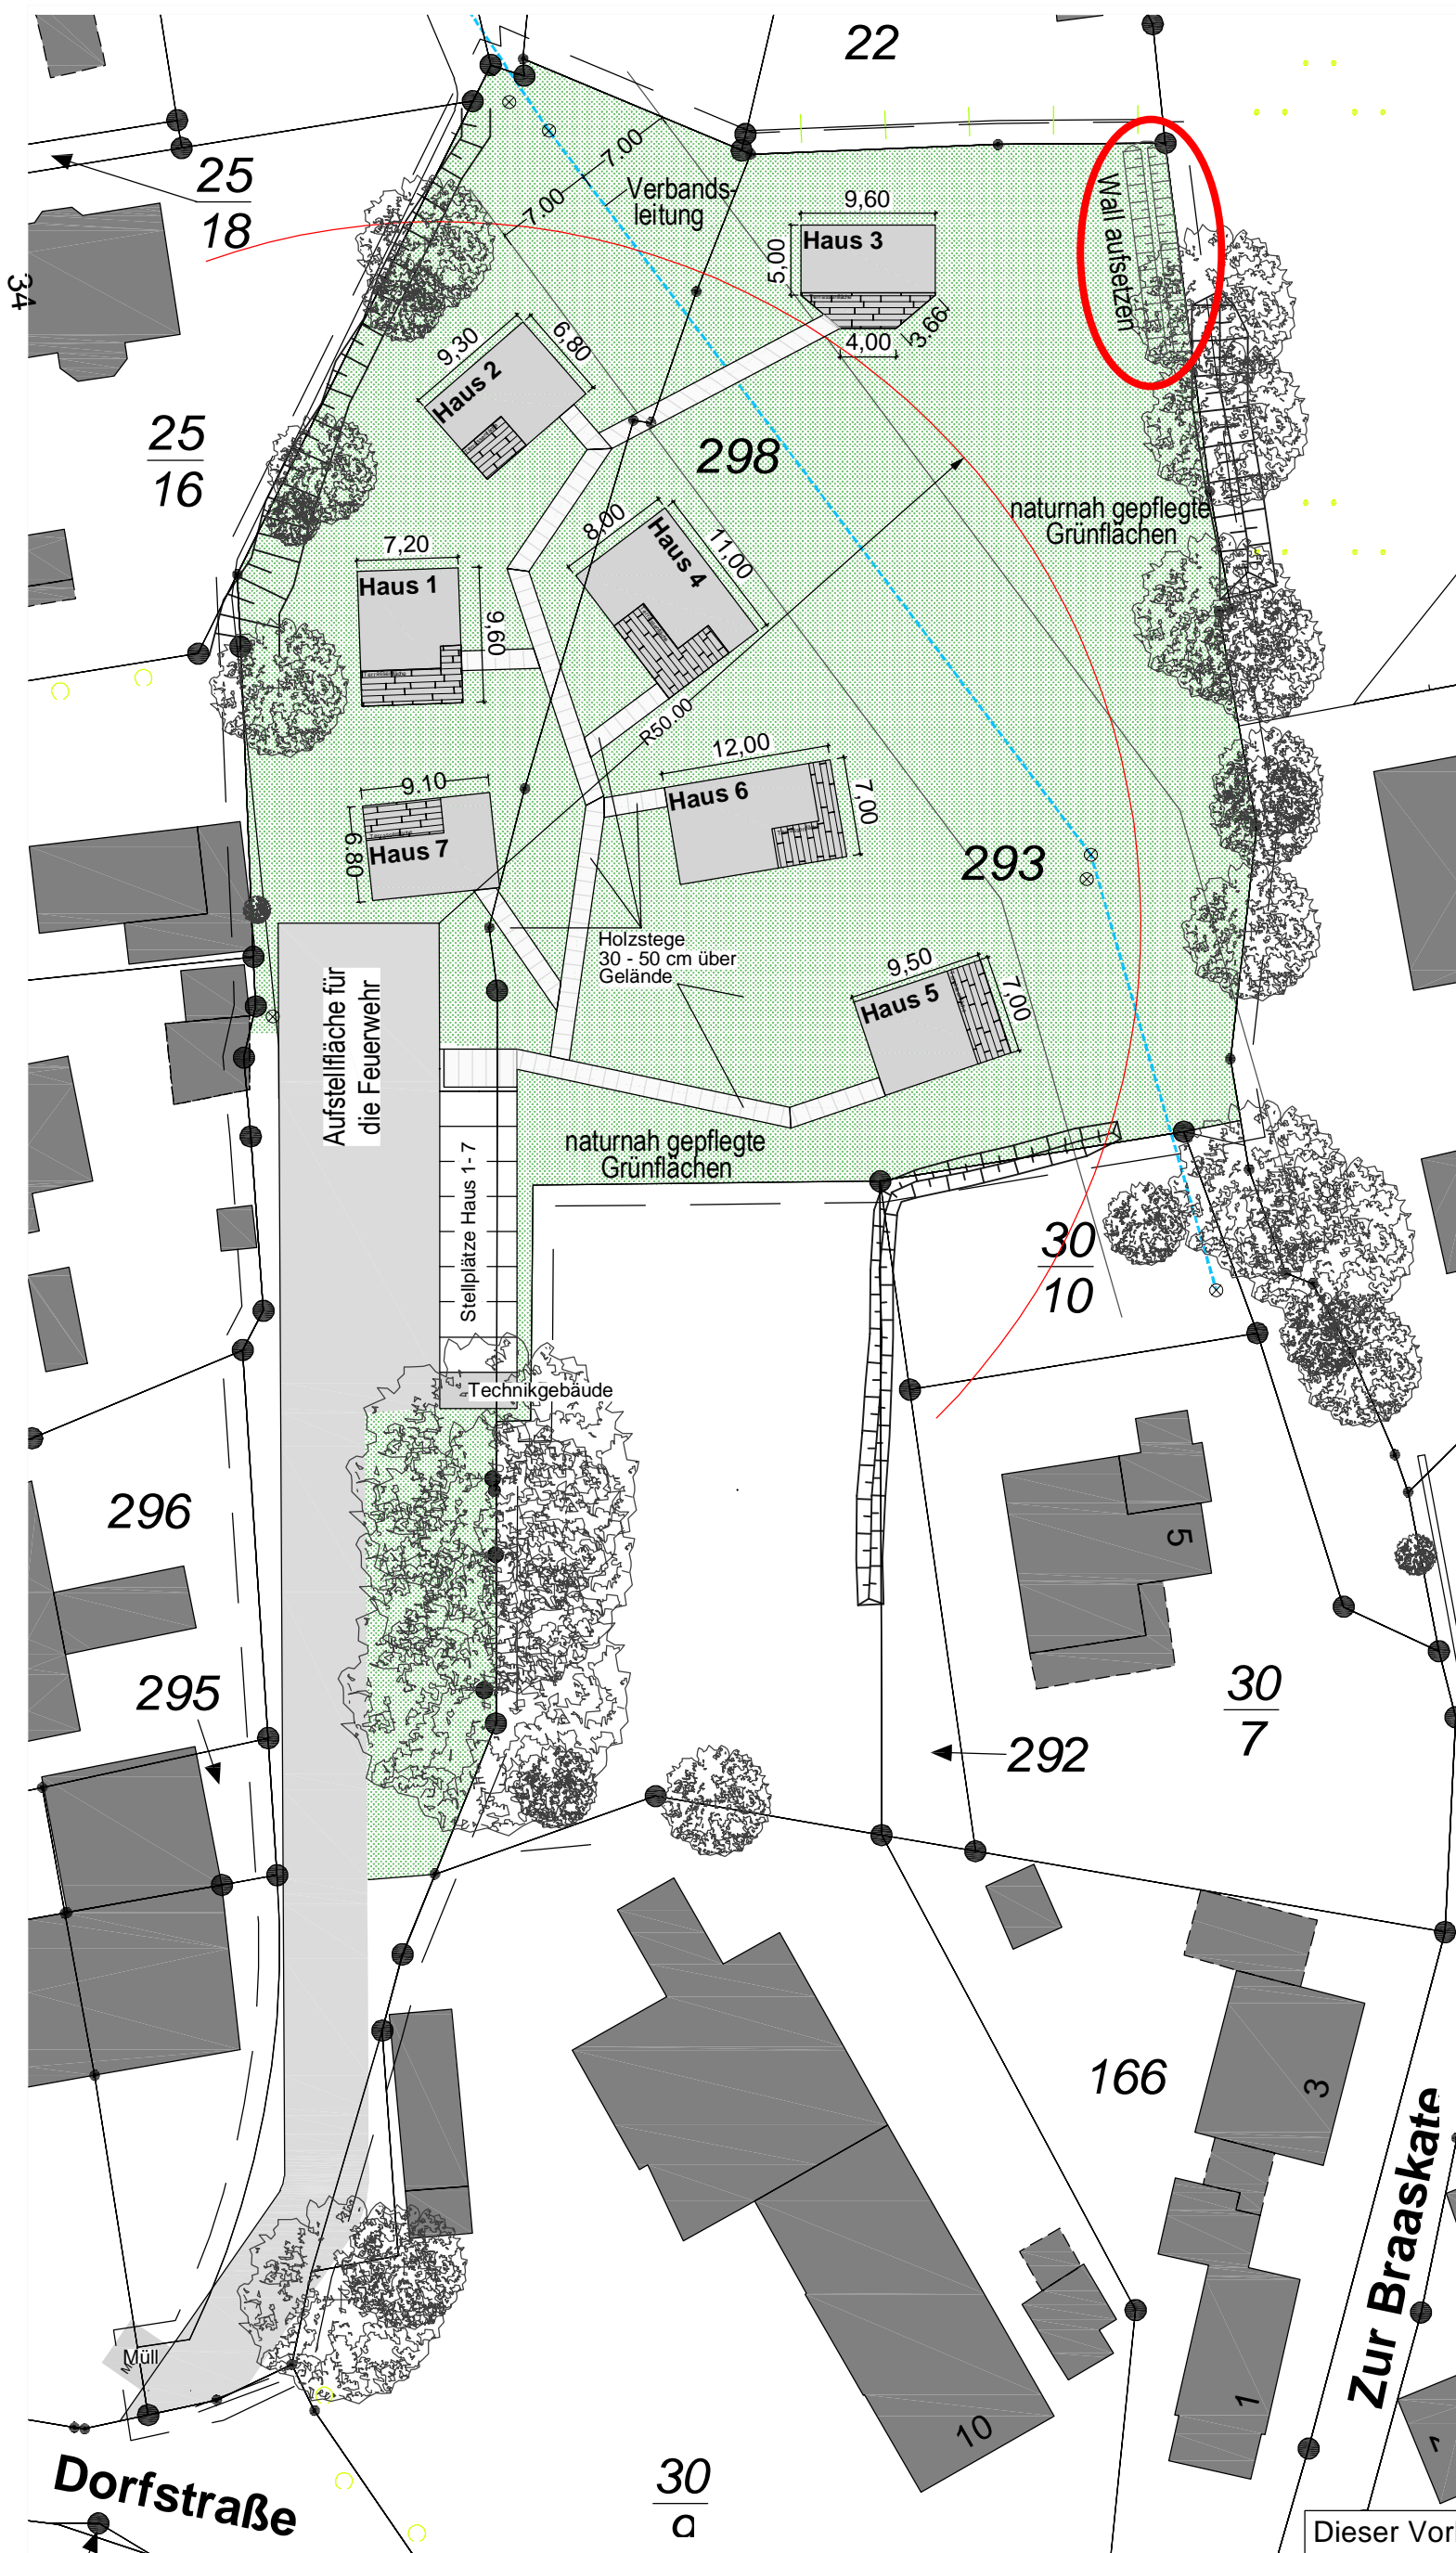 22
25
18
34
7.00
7.00
Verbands-
leitung
9,60
5,00
Haus 3
4,00
3.66
Wall aufsetzen
9,30
6,80
Haus 2
25
16
298
naturnah gepflegte
Grünflächen
8,00
11,00
Haus 4
7,20
Haus 1
9,60
R50.00
12,00
7,00
Haus 6
9.10
6.80
Haus 7
293
Holzstege
30 - 50 cm über
Gelände
9,50
7,00
Haus 5
Aufstellfläche für
die Feuerwehr
naturnah gepflegte
Grünflächen
Stellplätze Haus 1- 7
30
10
Technikgebäude
296
5
295
30
7
292
166
3
Zur Braaskate
Müll
1
10
Dorfstraße
30
Dieser Vor